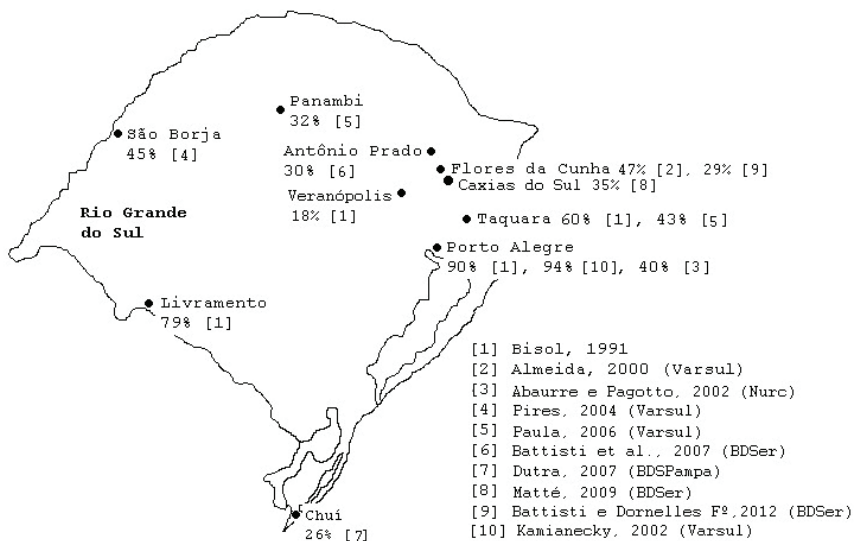 Panambi
32% [5]
São Borja
45% [4]
Antônio Prado
30% [6]
Flores da Cunha 47% [2], 29% [9]
Caxias do Sul 35% [8]
Veranópolis
18% [1]
Rio Grande
do Sul
Taquara 60% [1], 43% [5]
Porto Alegre
90% [1], 94% [10], 40% [3]
Livramento
79% [1]
[1] Bisol, 1991
[2] Almeida, 2000 (Varsul)
[3] Abaurre e Pagotto, 2002 (Nurc)
[4] Pires, 2004 (Varsul)
[5] Paula, 2006 (Varsul)
[6] Battisti et al., 2007 (BDSer)
[7] Dutra, 2007 (BDSPampa)
[8] Matté, 2009 (BDSer)
[9] Battisti e Dornelles Fº,2012 (BDSer)
[10] Kamianecky, 2002 (Varsul)
Chuí
26% [7]